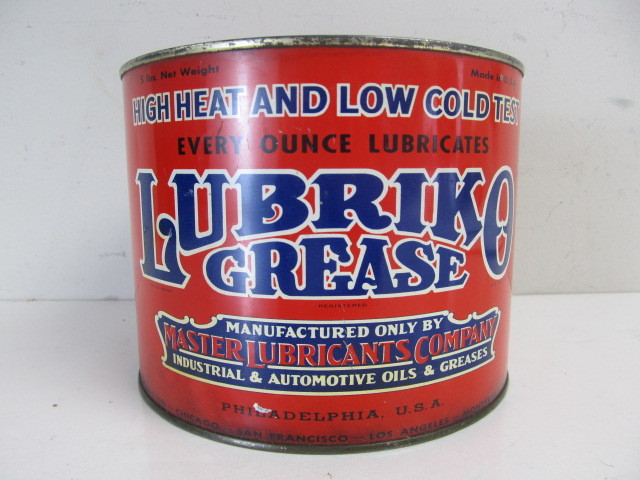 5 lbs. Net Weight Made in U.S.A.
HIGH HEAT AND LOW COLD TEST
EVERY OUNCE LUBRICATES
LUBRIKO
GREASE
REGISTERED
MANUFACTURED ONLY BY
MASTER LUBRICANTS COMPANY
INDUSTRIAL & AUTOMOTIVE OILS & GREASES
PHILADELPHIA, U.S.A.
CHICAGO — SAN FRANCISCO — LOS ANGELES —